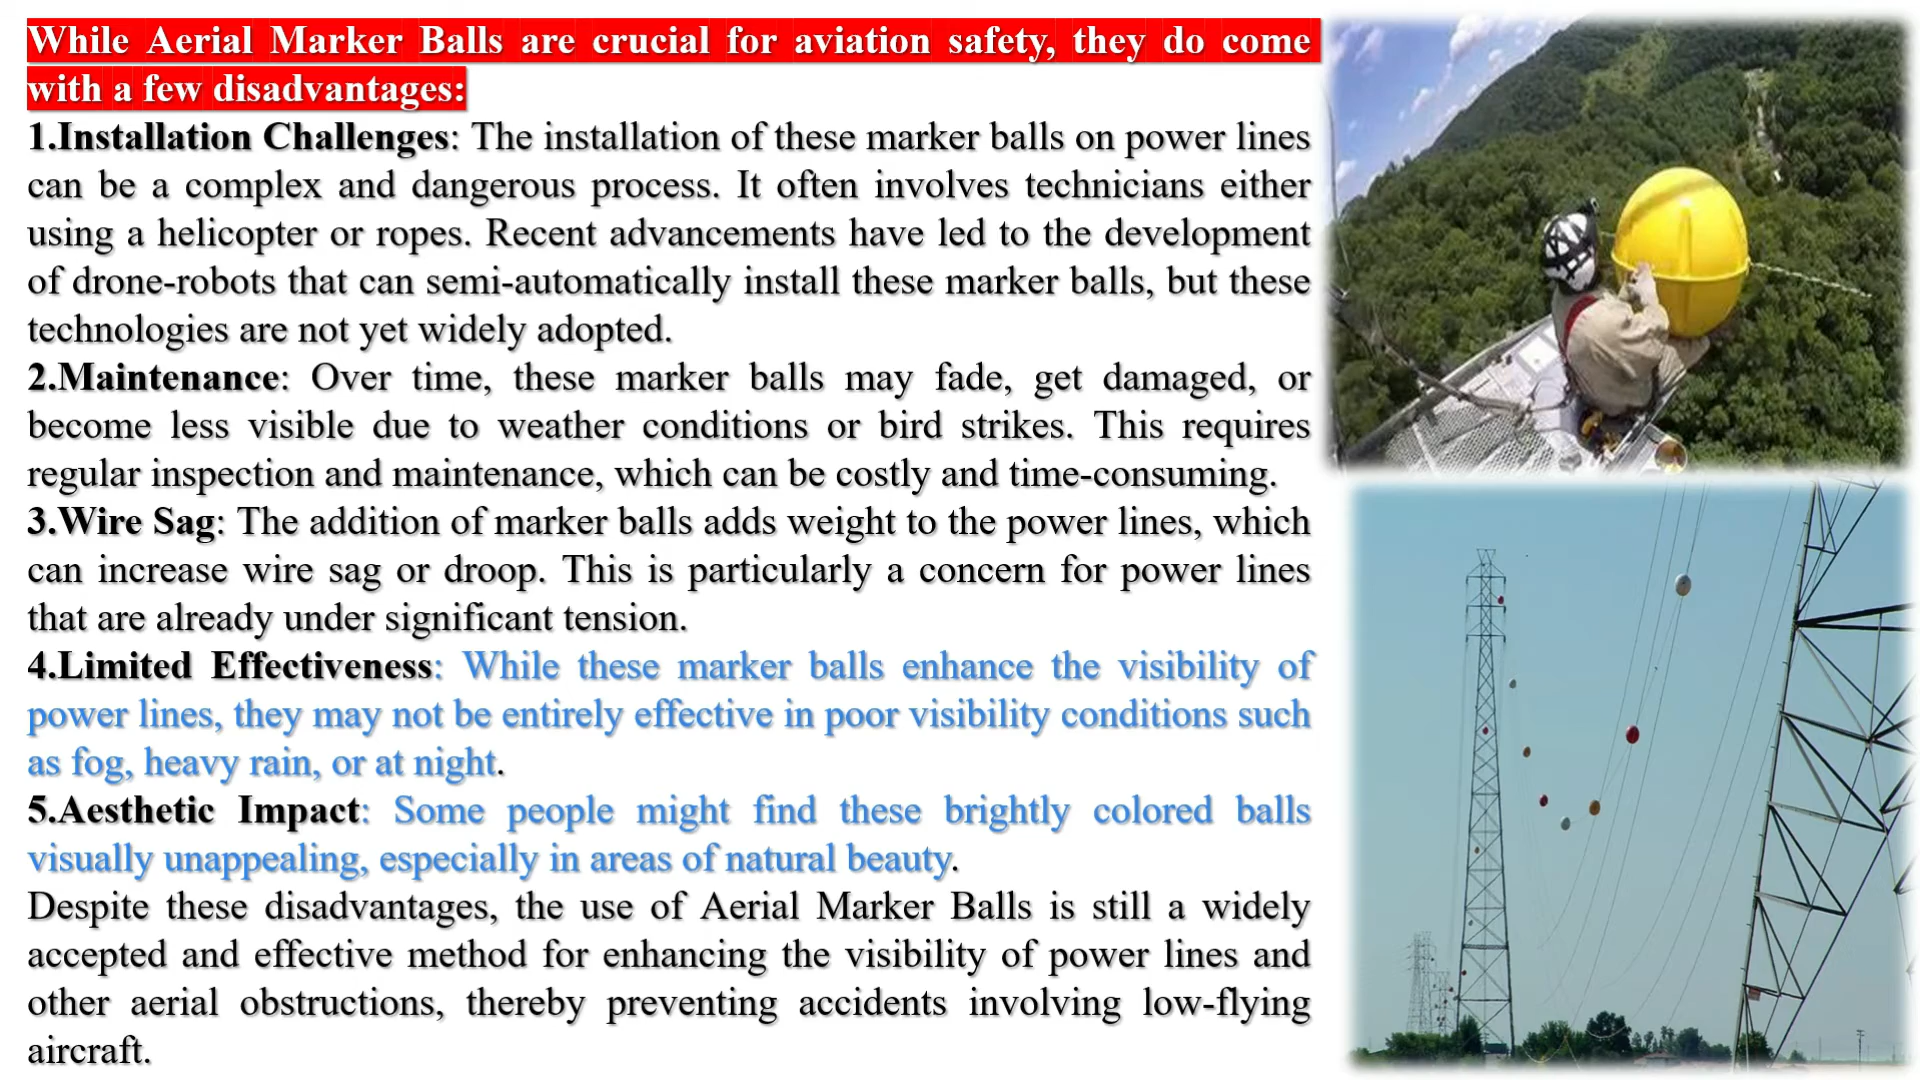 While Aerial Marker Balls are crucial for aviation safety, they do come
with a few disadvantages:
1.Installation Challenges: The installation of these marker balls on power lines
can be a complex and dangerous process. It often involves technicians either
using a helicopter or ropes. Recent advancements have led to the development
of drone-robots that can semi-automatically install these marker balls, but these
technologies are not yet widely adopted.
2.Maintenance: Over time, these marker balls may fade, get damaged, or
become less visible due to weather conditions or bird strikes. This requires
regular inspection and maintenance, which can be costly and time-consuming.
3.Wire Sag: The addition of marker balls adds weight to the power lines, which
can increase wire sag or droop. This is particularly a concern for power lines
that are already under significant tension.
4.Limited Effectiveness: While these marker balls enhance the visibility of
power lines, they may not be entirely effective in poor visibility conditions such
as fog, heavy rain, or at night.
5.Aesthetic Impact: Some people might find these brightly colored balls
visually unappealing, especially in areas of natural beauty.
Despite these disadvantages, the use of Aerial Marker Balls is still a widely
accepted and effective method for enhancing the visibility of power lines and
other aerial obstructions, thereby preventing accidents involving low-flying
aircraft.